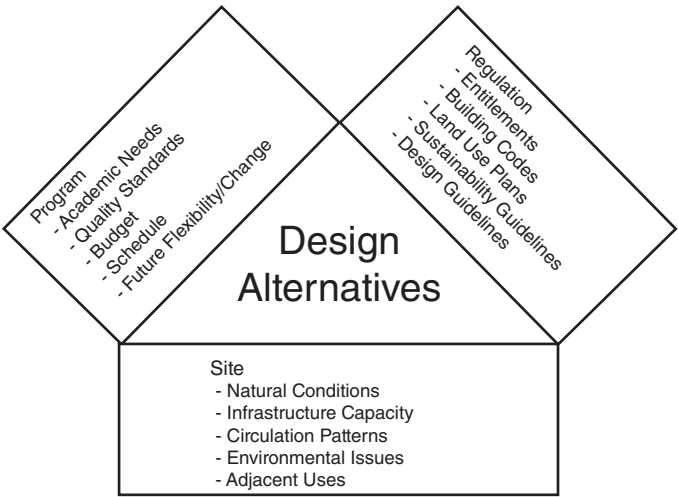 Program
- Academic Needs
- Quality Standards
- Budget
- Schedule
- Future Flexibility/Change
Regulation
- Entitlements
- Building Codes
- Land Use Plans
- Sustainability Guidelines
- Design Guidelines
Design
Alternatives
Site
- Natural Conditions
- Infrastructure Capacity
- Circulation Patterns
- Environmental Issues
- Adjacent Uses